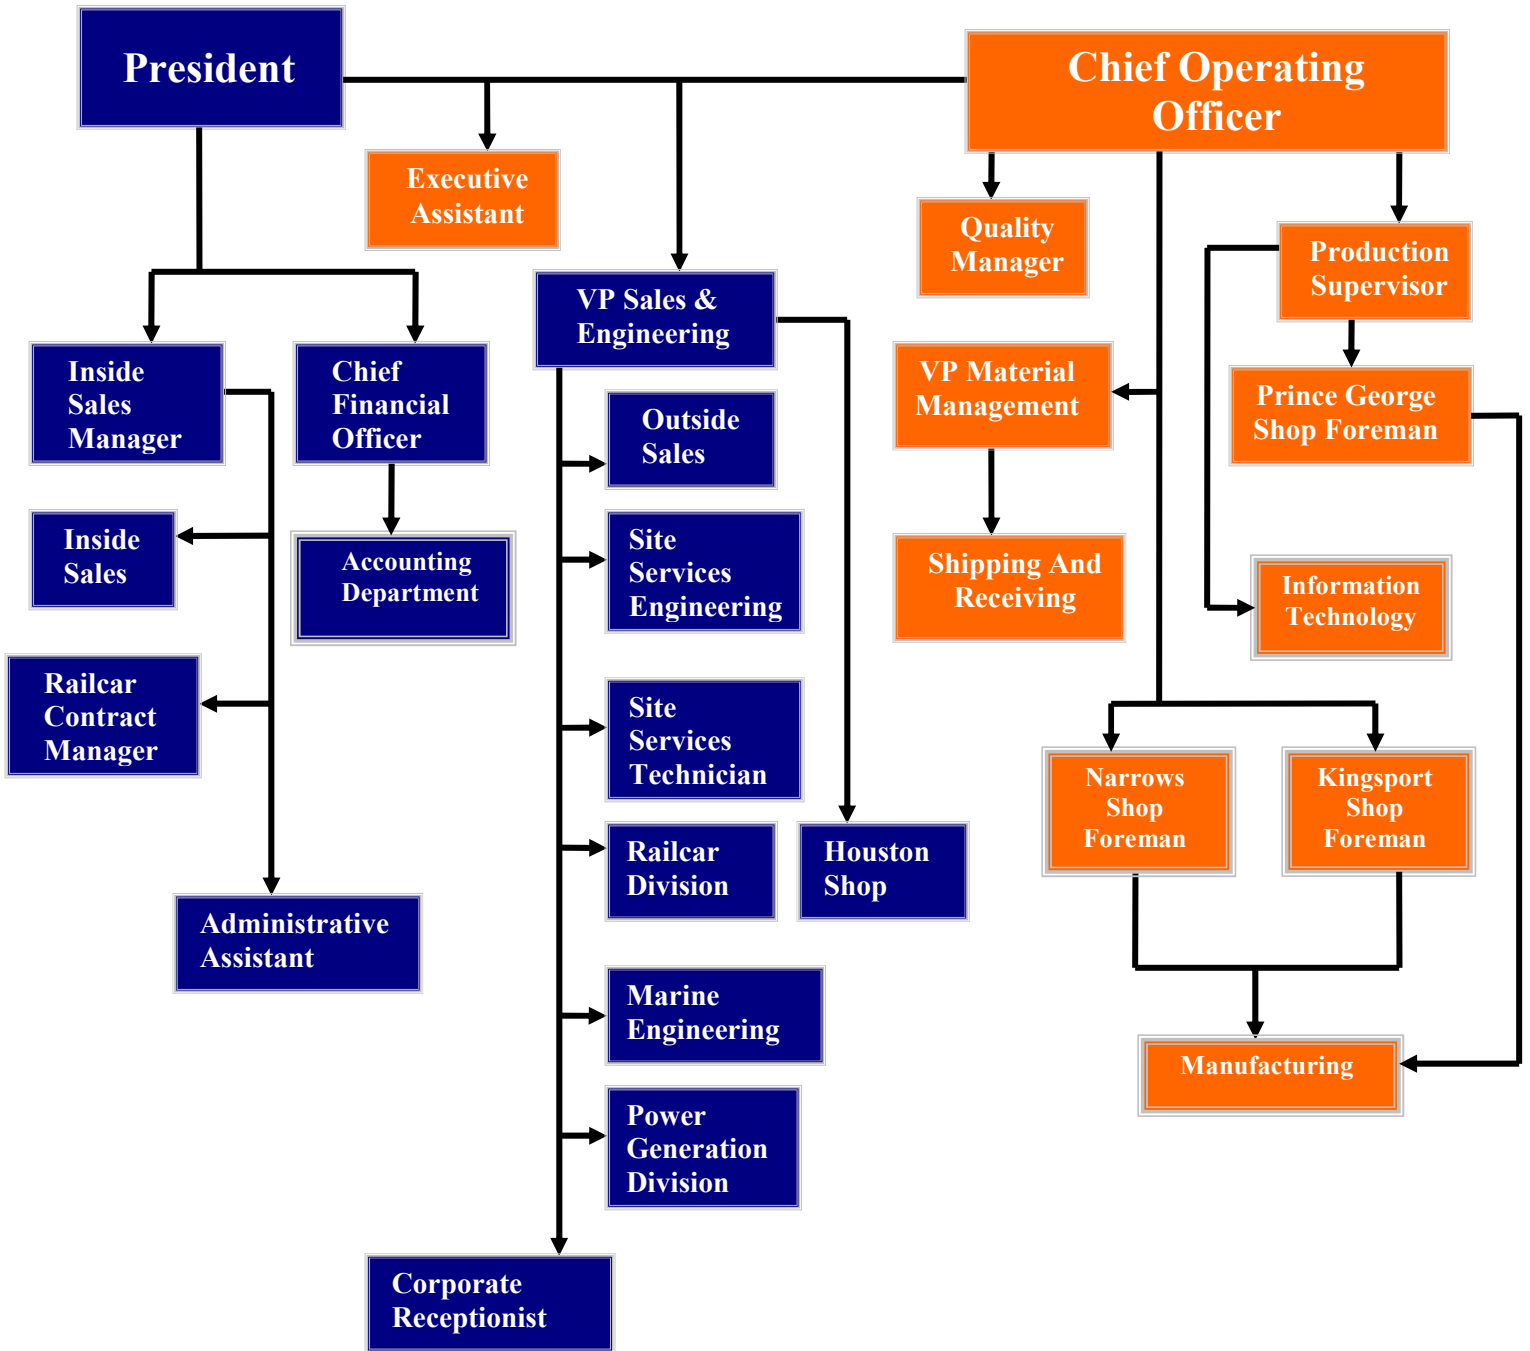 President
Chief Operating
Officer
Executive
Assistant
Quality
Manager
Production
Supervisor
VP Sales &
Engineering
Inside
Sales
Manager
Chief
Financial
Officer
VP Material
Management
Prince George
Shop Foreman
Outside
Sales
Inside
Sales
Accounting
Department
Site
Services
Engineering
Shipping And
Receiving
Information
Technology
Railcar
Contract
Manager
Site
Services
Technician
Narrows
Shop
Foreman
Kingsport
Shop
Foreman
Railcar
Division
Houston
Shop
Administrative
Assistant
Marine
Engineering
Manufacturing
Power
Generation
Division
Corporate
Receptionist